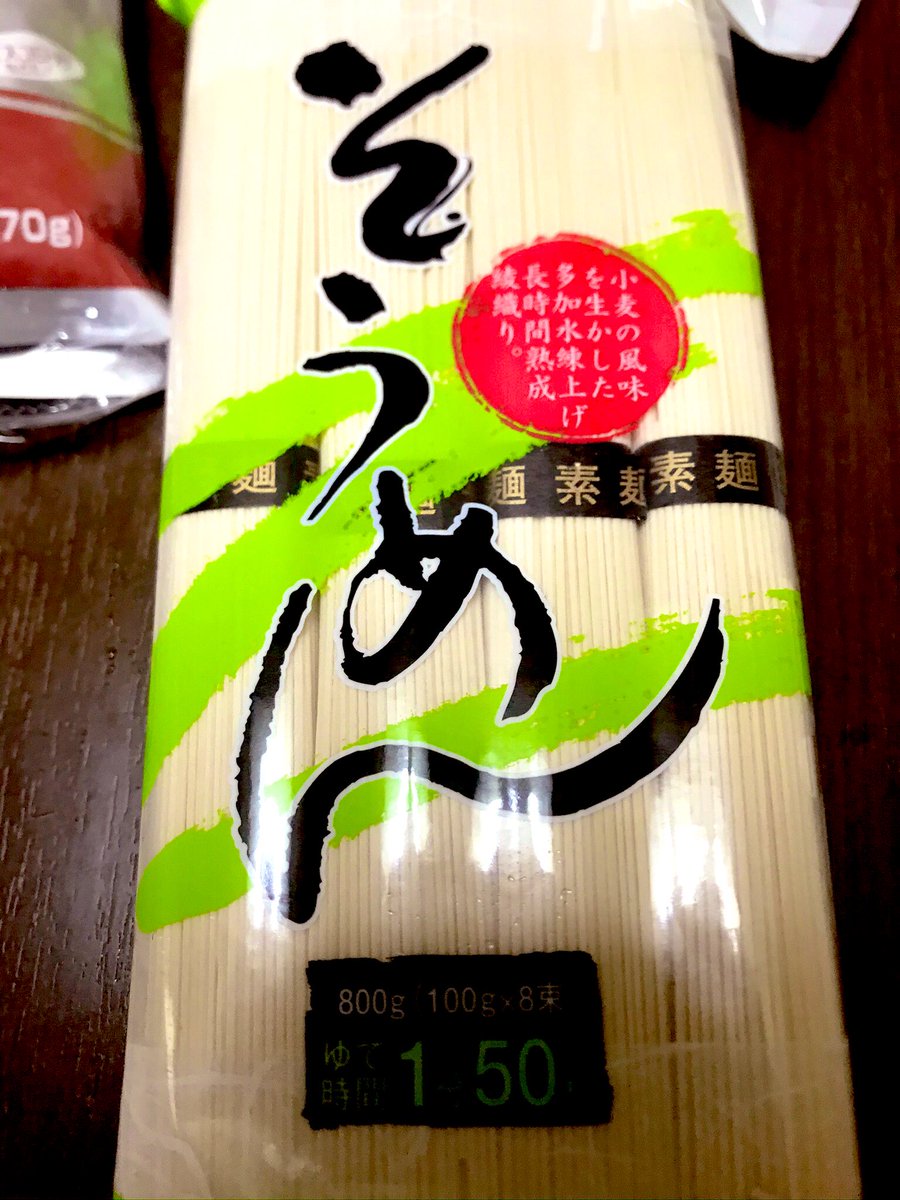 そうめん
小麦の風味
を生かした
多加水練上げ
長時間熟成
綾織り。
素麺
素麺
素麺
800g 100g×8束
ゆで時間 1 50
70g)